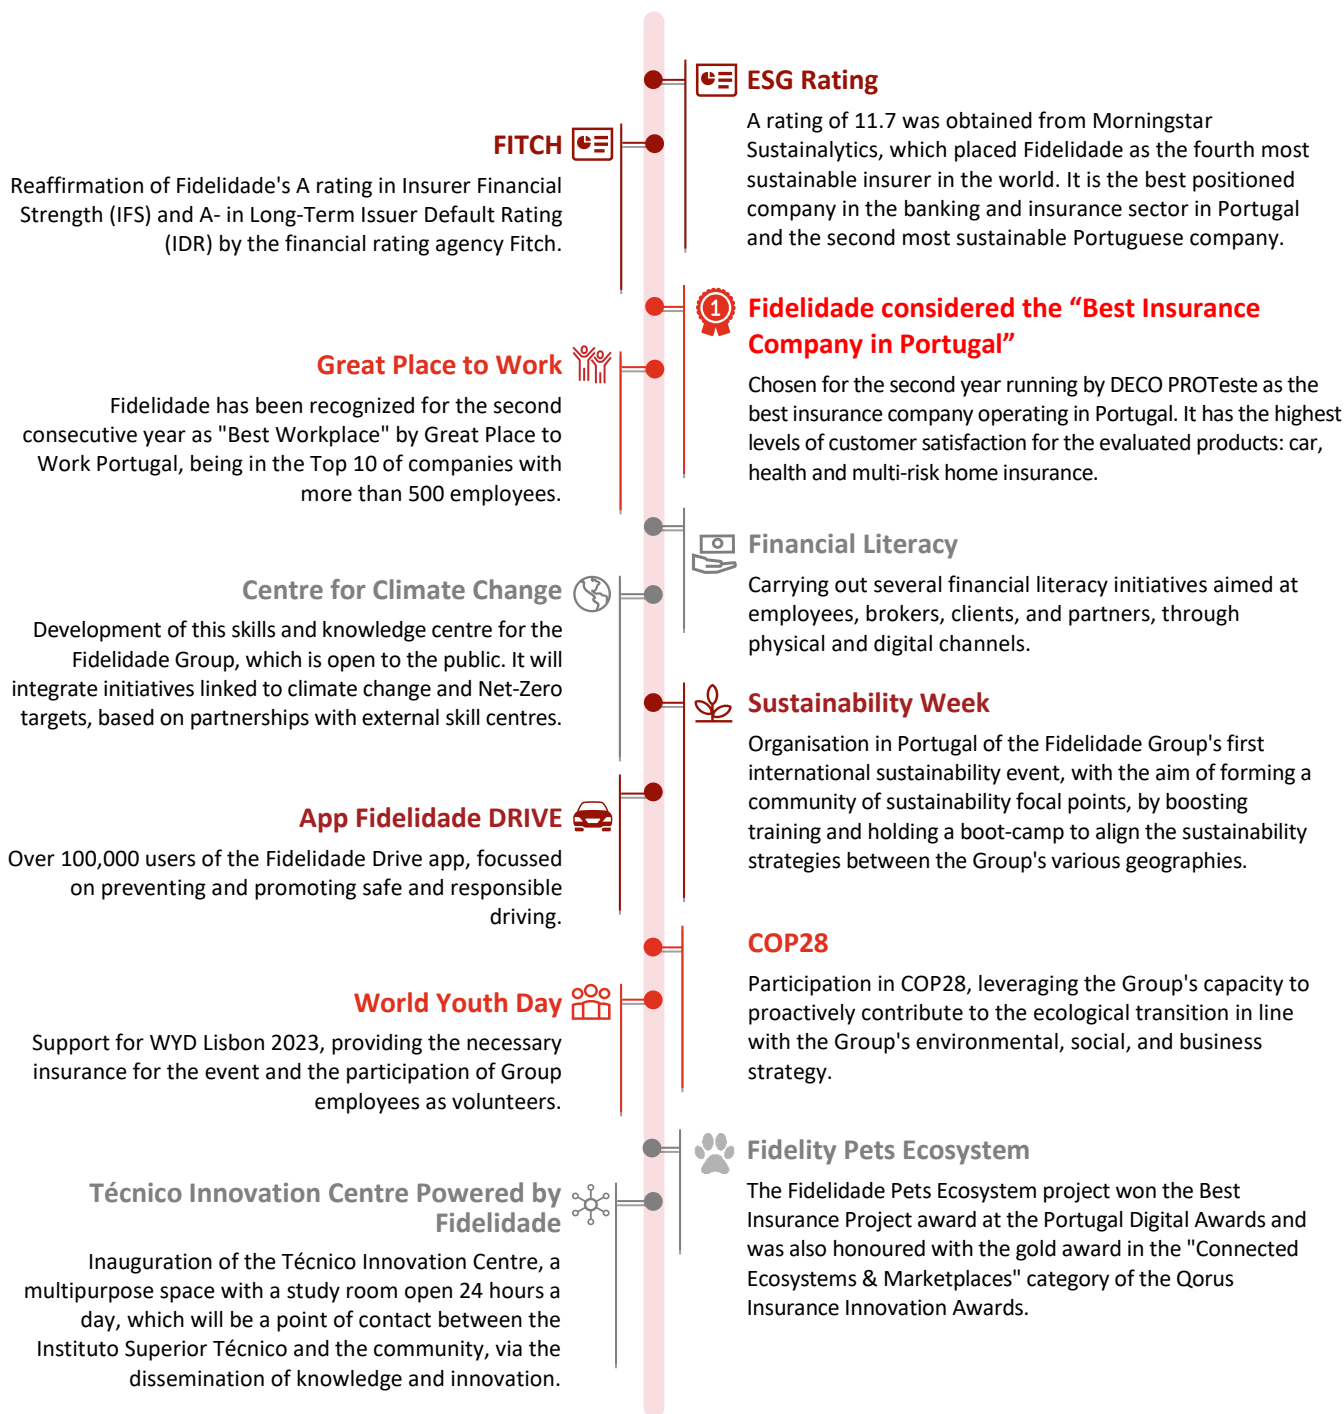 ESG Rating
A rating of 11.7 was obtained from Morningstar
Sustainalytics, which placed Fidelidade as the fourth most
sustainable insurer in the world. It is the best positioned
company in the banking and insurance sector in Portugal
and the second most sustainable Portuguese company.
FITCH
Reaffirmation of Fidelidade's A rating in Insurer Financial
Strength (IFS) and A- in Long-Term Issuer Default Rating
(IDR) by the financial rating agency Fitch.
1
Fidelidade considered the “Best Insurance
Company in Portugal”
Chosen for the second year running by DECO PROTeste as the
best insurance company operating in Portugal. It has the highest
levels of customer satisfaction for the evaluated products: car,
health and multi-risk home insurance.
Great Place to Work
Fidelidade has been recognized for the second
consecutive year as "Best Workplace" by Great Place to
Work Portugal, being in the Top 10 of companies with
more than 500 employees.
Financial Literacy
Carrying out several financial literacy initiatives aimed at
employees, brokers, clients, and partners, through
physical and digital channels.
Centre for Climate Change
Development of this skills and knowledge centre for the
Fidelidade Group, which is open to the public. It will
integrate initiatives linked to climate change and Net-Zero
targets, based on partnerships with external skill centres.
Sustainability Week
Organisation in Portugal of the Fidelidade Group's first
international sustainability event, with the aim of forming a
community of sustainability focal points, by boosting
training and holding a boot-camp to align the sustainability
strategies between the Group's various geographies.
App Fidelidade DRIVE
Over 100,000 users of the Fidelidade Drive app, focussed
on preventing and promoting safe and responsible
driving.
COP28
Participation in COP28, leveraging the Group's capacity to
proactively contribute to the ecological transition in line
with the Group's environmental, social, and business
strategy.
World Youth Day
Support for WYD Lisbon 2023, providing the necessary
insurance for the event and the participation of Group
employees as volunteers.
Fidelity Pets Ecosystem
The Fidelidade Pets Ecosystem project won the Best
Insurance Project award at the Portugal Digital Awards and
was also honoured with the gold award in the "Connected
Ecosystems & Marketplaces" category of the Qorus
Insurance Innovation Awards.
Técnico Innovation Centre Powered by
Fidelidade
Inauguration of the Técnico Innovation Centre, a
multipurpose space with a study room open 24 hours a
day, which will be a point of contact between the
Instituto Superior Técnico and the community, via the
dissemination of knowledge and innovation.